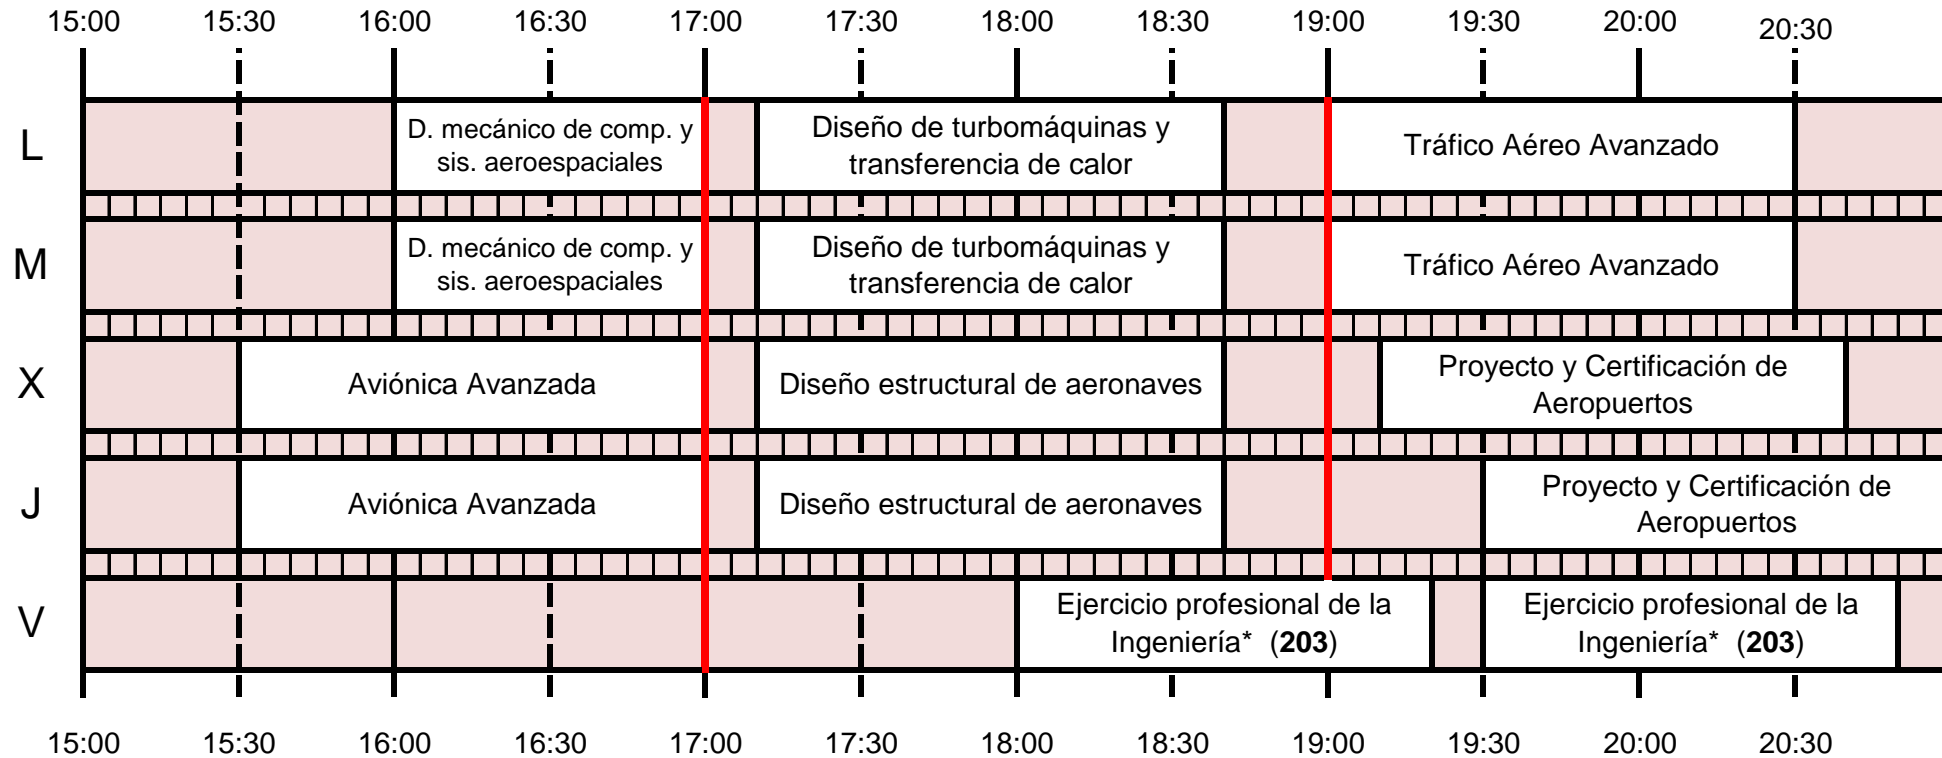 15:00 15:30 16:00 16:30 17:00 17:30 18:00 18:30 19:00 19:30 20:00 20:30
L
D. mecánico de comp. y
sis. aeroespaciales
Diseño de turbomáquinas y
transferencia de calor
Tráfico Aéreo Avanzado
M
D. mecánico de comp. y
sis. aeroespaciales
Diseño de turbomáquinas y
transferencia de calor
Tráfico Aéreo Avanzado
X
Aviónica Avanzada
Diseño estructural de aeronaves
Proyecto y Certificación de
Aeropuertos
J
Aviónica Avanzada
Diseño estructural de aeronaves
Proyecto y Certificación de
Aeropuertos
V
Ejercicio profesional de la
Ingeniería* (203)
Ejercicio profesional de la
Ingeniería* (203)
15:00 15:30 16:00 16:30 17:00 17:30 18:00 18:30 19:00 19:30 20:00 20:30